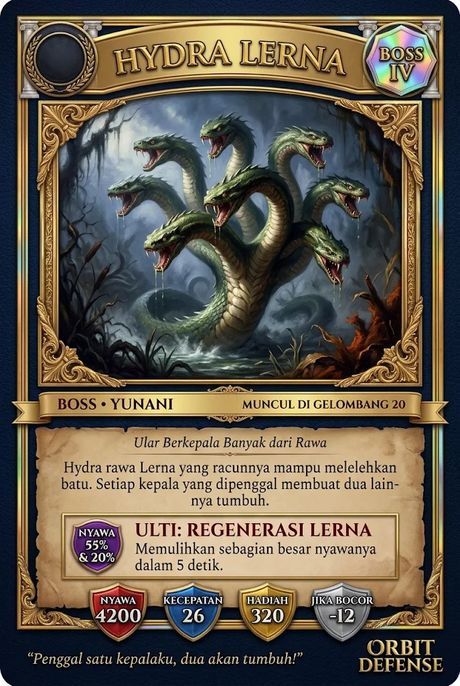 HYDRA LERNA
BOSS
IV
BOSS • YUNANI
MUNCUL DI GELOMBANG 20
Ular Berkepala Banyak dari Rawa
Hydra rawa Lerna yang racunnya mampu melelehkan
batu. Setiap kepala yang dipenggal membuat dua lain-
nya tumbuh.
NYAWA
55%
& 20%
ULTI: REGENERASI LERNA
Memulihkan sebagian besar nyawanya
dalam 5 detik.
NYAWA
4200
KECEPATAN
26
HADIAH
320
JIKA BOCOR
-12
“Penggal satu kepalaku, dua akan tumbuh!”
ORBIT
DEFENSE